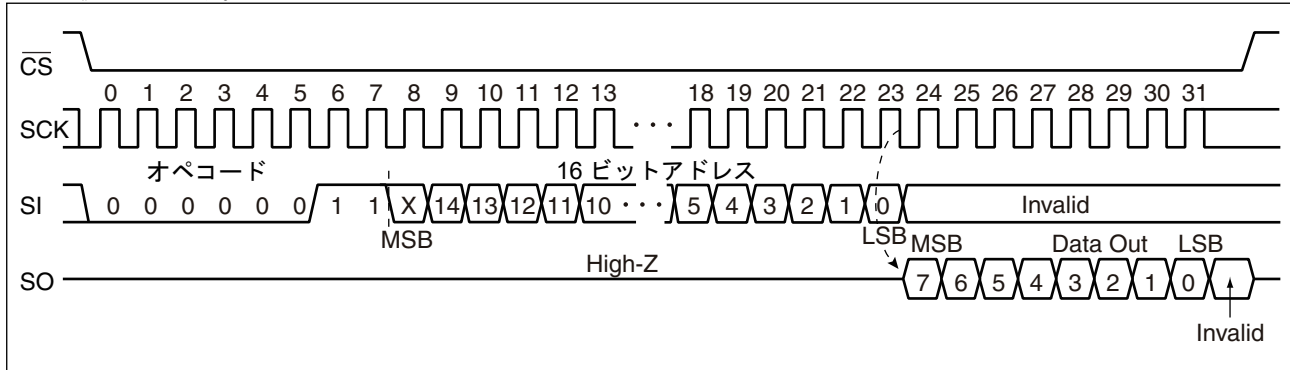 CS
0 1 2 3 4 5 6 7 8 9 10 11 12 13 18 19 20 21 22 23 24 25 26 27 28 29 30 31
SCK ・・・
オペコード 16 ビットアドレス
SI 0 0 0 0 0 0 1 1 X 14 13 12 11 10 ・・・ 5 4 3 2 1 0 Invalid
MSB LSB MSB Data Out LSB
High-Z
SO 7 6 5 4 3 2 1 0
Invalid